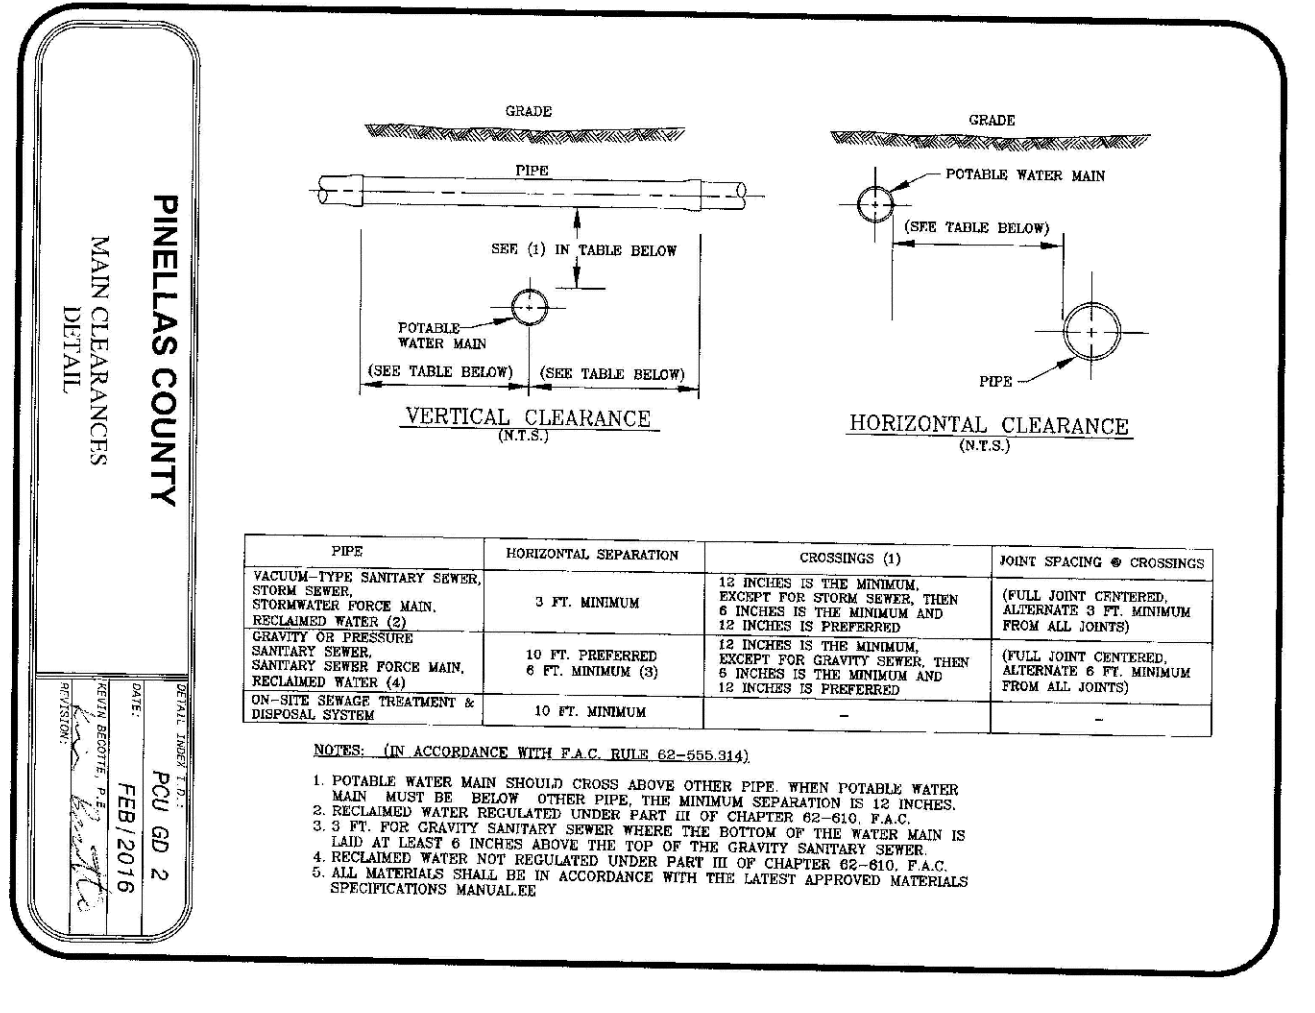 PINELLAS COUNTY
MAIN CLEARANCES
DETAIL
DETAIL INDEX I.D.:
PCU GD 2
DATE:
FEB/2016
KEVIN BECOTTE, P.E.
REVISION:
GRADE
PIPE
SEE (1) IN TABLE BELOW
POTABLE
WATER MAIN
(SEE TABLE BELOW) (SEE TABLE BELOW)
VERTICAL CLEARANCE
(N.T.S.)
GRADE
POTABLE WATER MAIN
(SEE TABLE BELOW)
PIPE
HORIZONTAL CLEARANCE
(N.T.S.)
PIPE HORIZONTAL SEPARATION CROSSINGS (1) JOINT SPACING @ CROSSINGS
VACUUM-TYPE SANITARY SEWER,
STORM SEWER,
STORMWATER FORCE MAIN,
RECLAIMED WATER (2)
3 FT. MINIMUM
12 INCHES IS THE MINIMUM,
EXCEPT FOR STORM SEWER, THEN
6 INCHES IS THE MINIMUM AND
12 INCHES IS PREFERRED
(FULL JOINT CENTERED,
ALTERNATE 3 FT. MINIMUM
FROM ALL JOINTS)
GRAVITY OR PRESSURE
SANITARY SEWER,
SANITARY SEWER FORCE MAIN,
RECLAIMED WATER (4)
10 FT. PREFERRED
6 FT. MINIMUM (3)
12 INCHES IS THE MINIMUM,
EXCEPT FOR GRAVITY SEWER, THEN
6 INCHES IS THE MINIMUM AND
12 INCHES IS PREFERRED
(FULL JOINT CENTERED,
ALTERNATE 6 FT. MINIMUM
FROM ALL JOINTS)
ON-SITE SEWAGE TREATMENT &
DISPOSAL SYSTEM
10 FT. MINIMUM
–
–
NOTES: (IN ACCORDANCE WITH F.A.C. RULE 62-555.314)
1. POTABLE WATER MAIN SHOULD CROSS ABOVE OTHER PIPE. WHEN POTABLE WATER
MAIN MUST BE BELOW OTHER PIPE, THE MINIMUM SEPARATION IS 12 INCHES.
2. RECLAIMED WATER REGULATED UNDER PART III OF CHAPTER 62-610, F.A.C.
3. 3 FT. FOR GRAVITY SANITARY SEWER WHERE THE BOTTOM OF THE WATER MAIN IS
LAID AT LEAST 6 INCHES ABOVE THE TOP OF THE GRAVITY SANITARY SEWER.
4. RECLAIMED WATER NOT REGULATED UNDER PART III OF CHAPTER 62-610, F.A.C.
5. ALL MATERIALS SHALL BE IN ACCORDANCE WITH THE LATEST APPROVED MATERIALS
SPECIFICATIONS MANUAL.EE